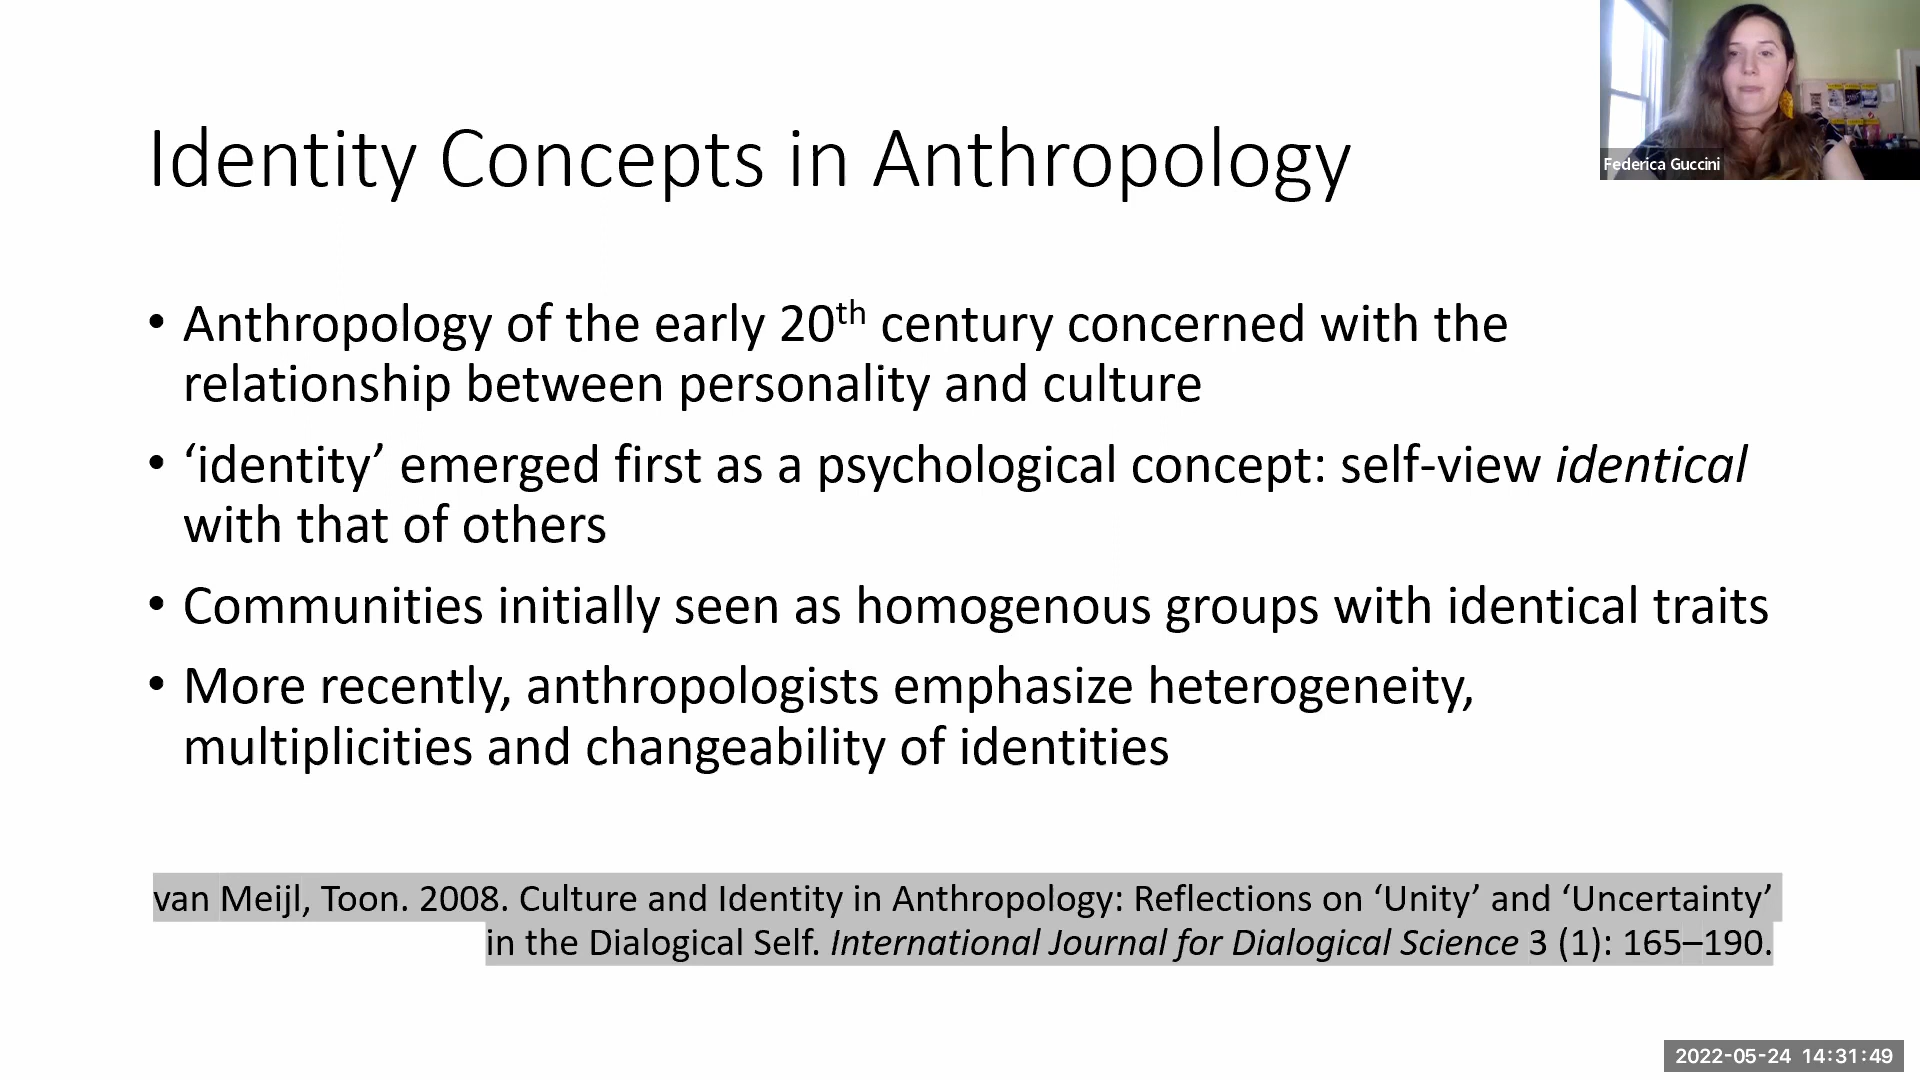 Identity Concepts in Anthropology
Federica Guccini
• Anthropology of the early 20th century concerned with the
relationship between personality and culture
• ‘identity’ emerged first as a psychological concept: self-view identical
with that of others
• Communities initially seen as homogenous groups with identical traits
• More recently, anthropologists emphasize heterogeneity,
multiplicities and changeability of identities
van Meijl, Toon. 2008. Culture and Identity in Anthropology: Reflections on ‘Unity’ and ‘Uncertainty’
in the Dialogical Self. International Journal for Dialogical Science 3 (1): 165–190.
2022-05-24 14:31:49